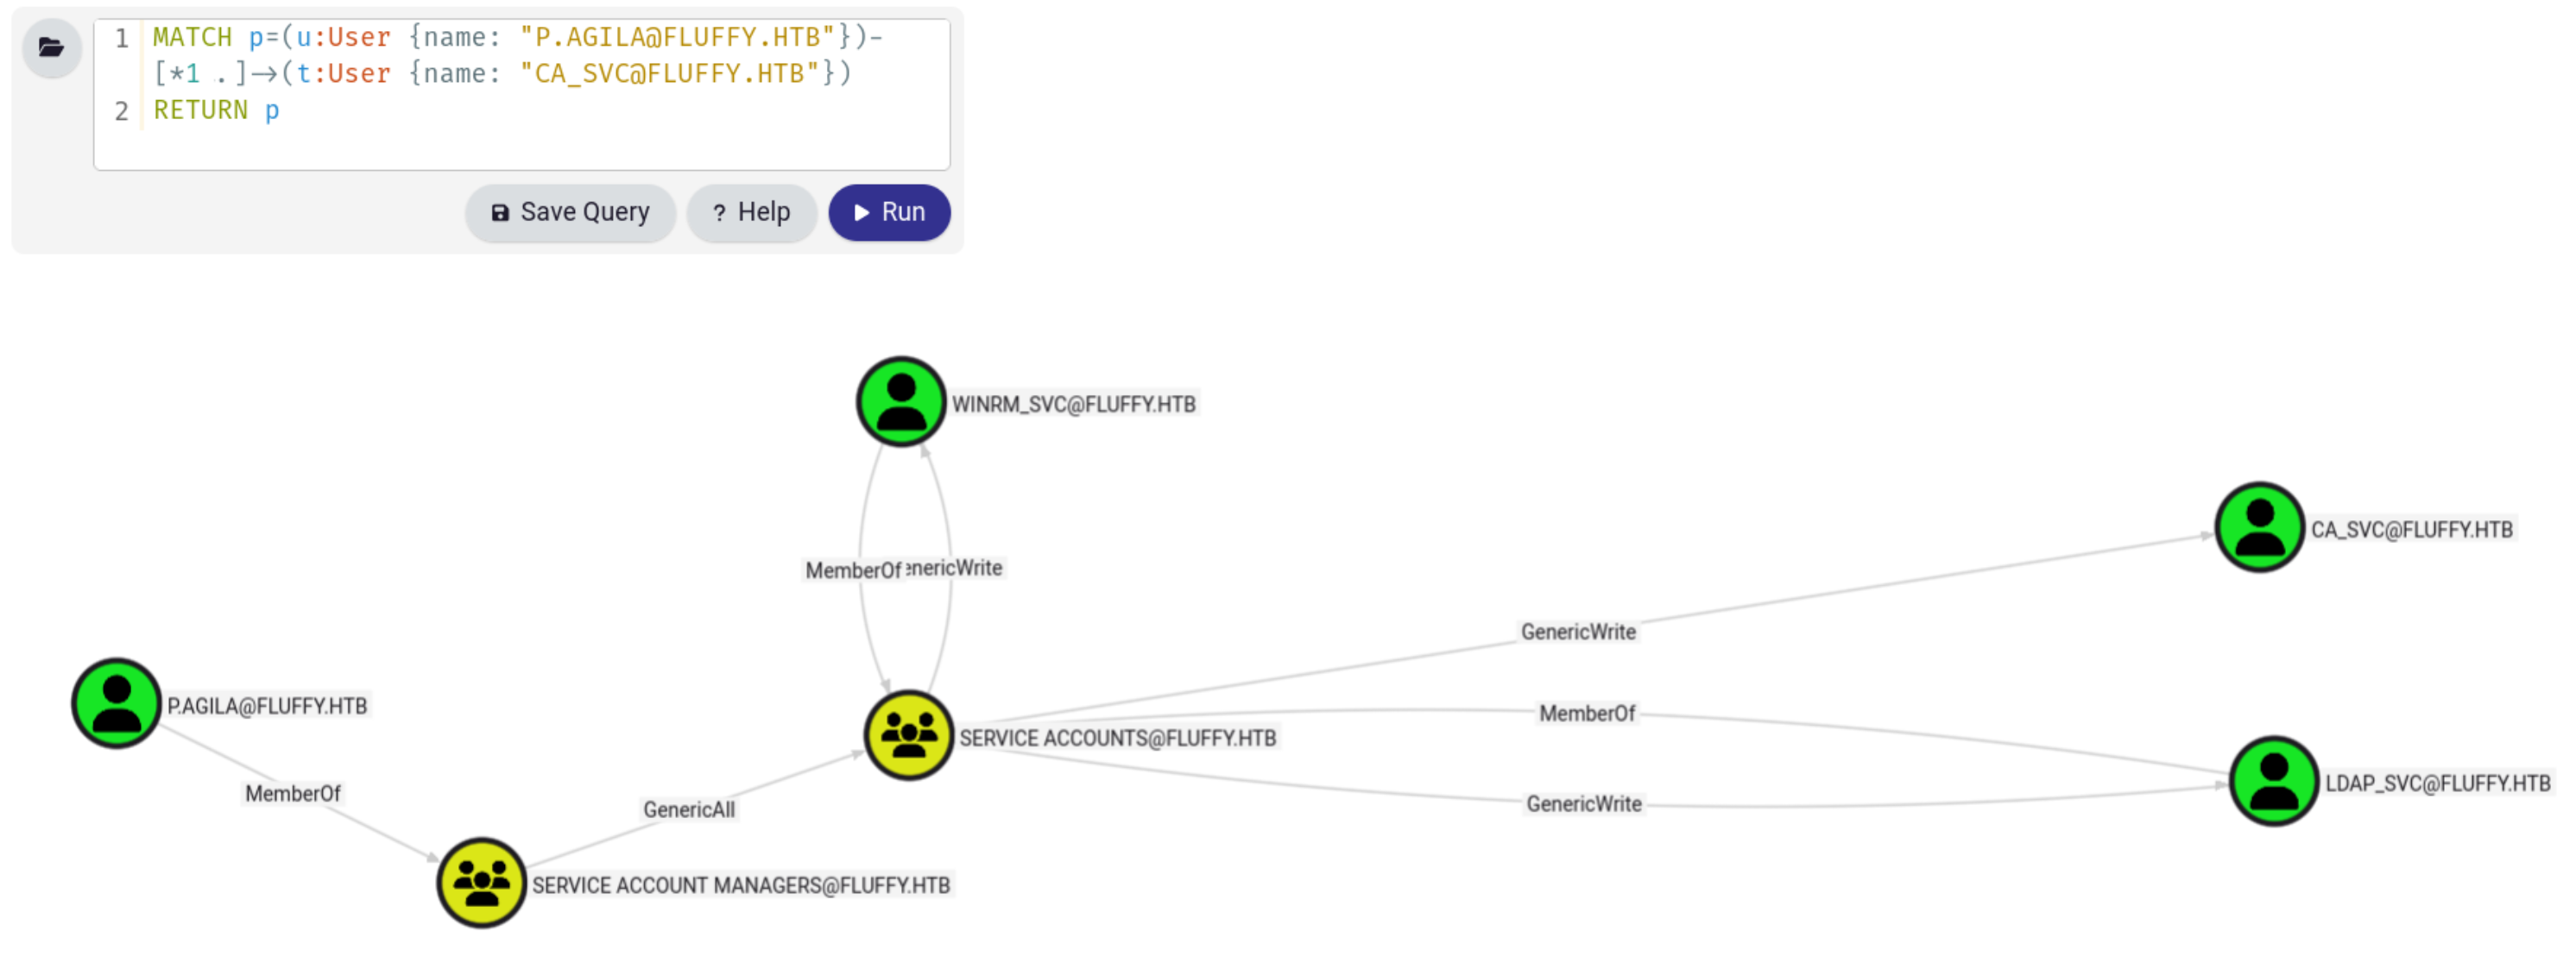 1 MATCH p=(u:User {name: "P.AGILA@FLUFFY.HTB"})-
[*1 .]→(t:User {name: "CA_SVC@FLUFFY.HTB"})
2 RETURN p
Save Query
? Help
Run
WINRM_SVC@FLUFFY.HTB
CA_SVC@FLUFFY.HTB
MemberOf
enericWrite
GenericWrite
P.AGILA@FLUFFY.HTB
MemberOf
SERVICE ACCOUNTS@FLUFFY.HTB
LDAP_SVC@FLUFFY.HTB
MemberOf
GenericAll
GenericWrite
SERVICE ACCOUNT MANAGERS@FLUFFY.HTB